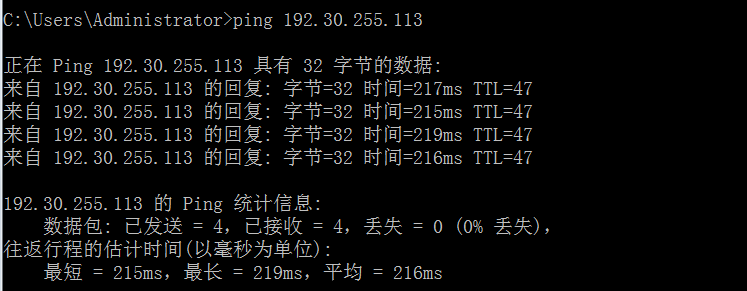 C:\Users\Administrator>ping 192.30.255.113
正在 Ping 192.30.255.113 具有 32 字节的数据:
来自 192.30.255.113 的回复: 字节=32 时间=217ms TTL=47
来自 192.30.255.113 的回复: 字节=32 时间=215ms TTL=47
来自 192.30.255.113 的回复: 字节=32 时间=219ms TTL=47
来自 192.30.255.113 的回复: 字节=32 时间=216ms TTL=47
192.30.255.113 的 Ping 统计信息:
数据包: 已发送 = 4，已接收 = 4，丢失 = 0 (0% 丢失)，
往返行程的估计时间(以毫秒为单位):
最短 = 215ms，最长 = 219ms，平均 = 216ms